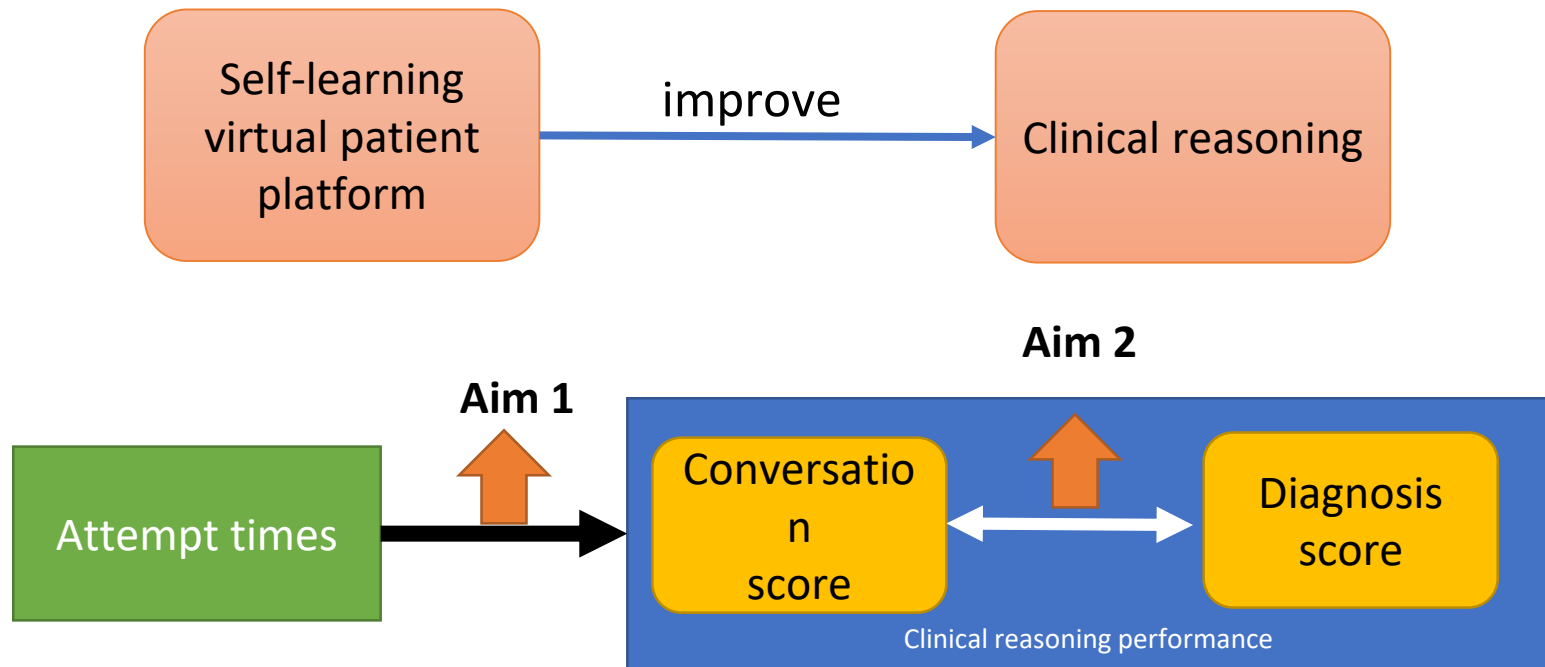 Self-learning
virtual patient
platform
improve
Clinical reasoning
Aim 2
Aim 1
Attempt times
Conversatio
n
score
Diagnosis
score
Clinical reasoning performance